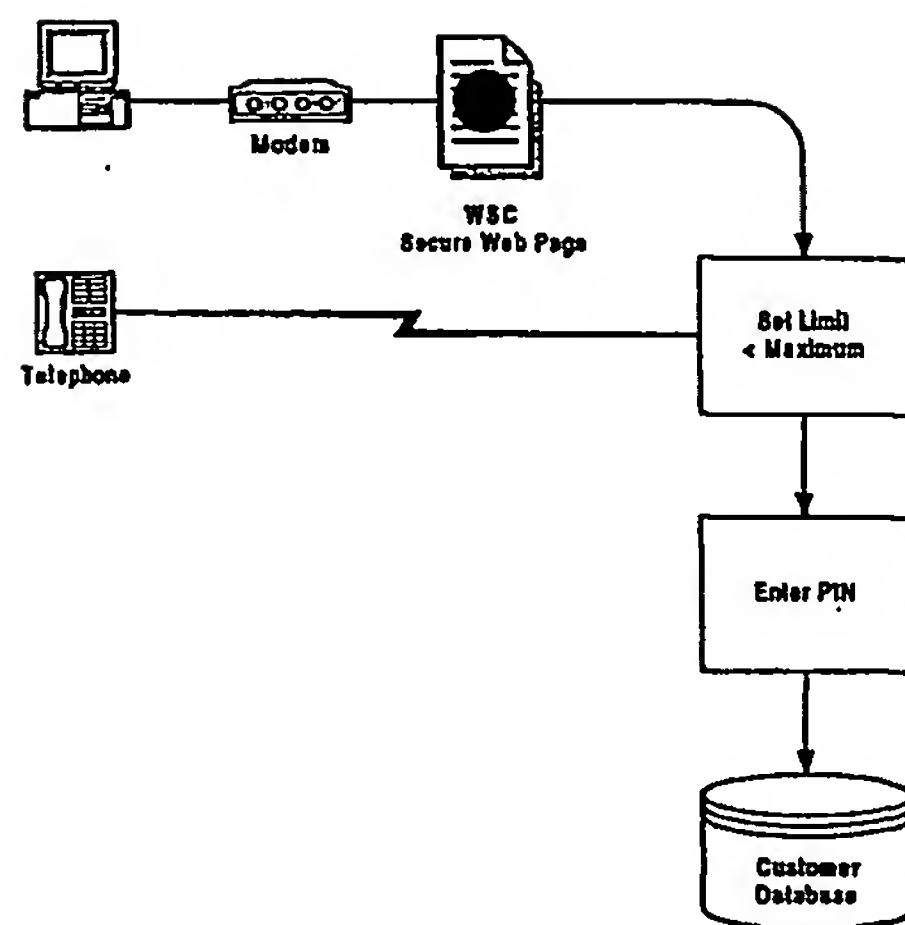 Modem
WSC
Secure Web Page
Telephone
Set Limit
< Maximum
Enter PIN
Customer
Database